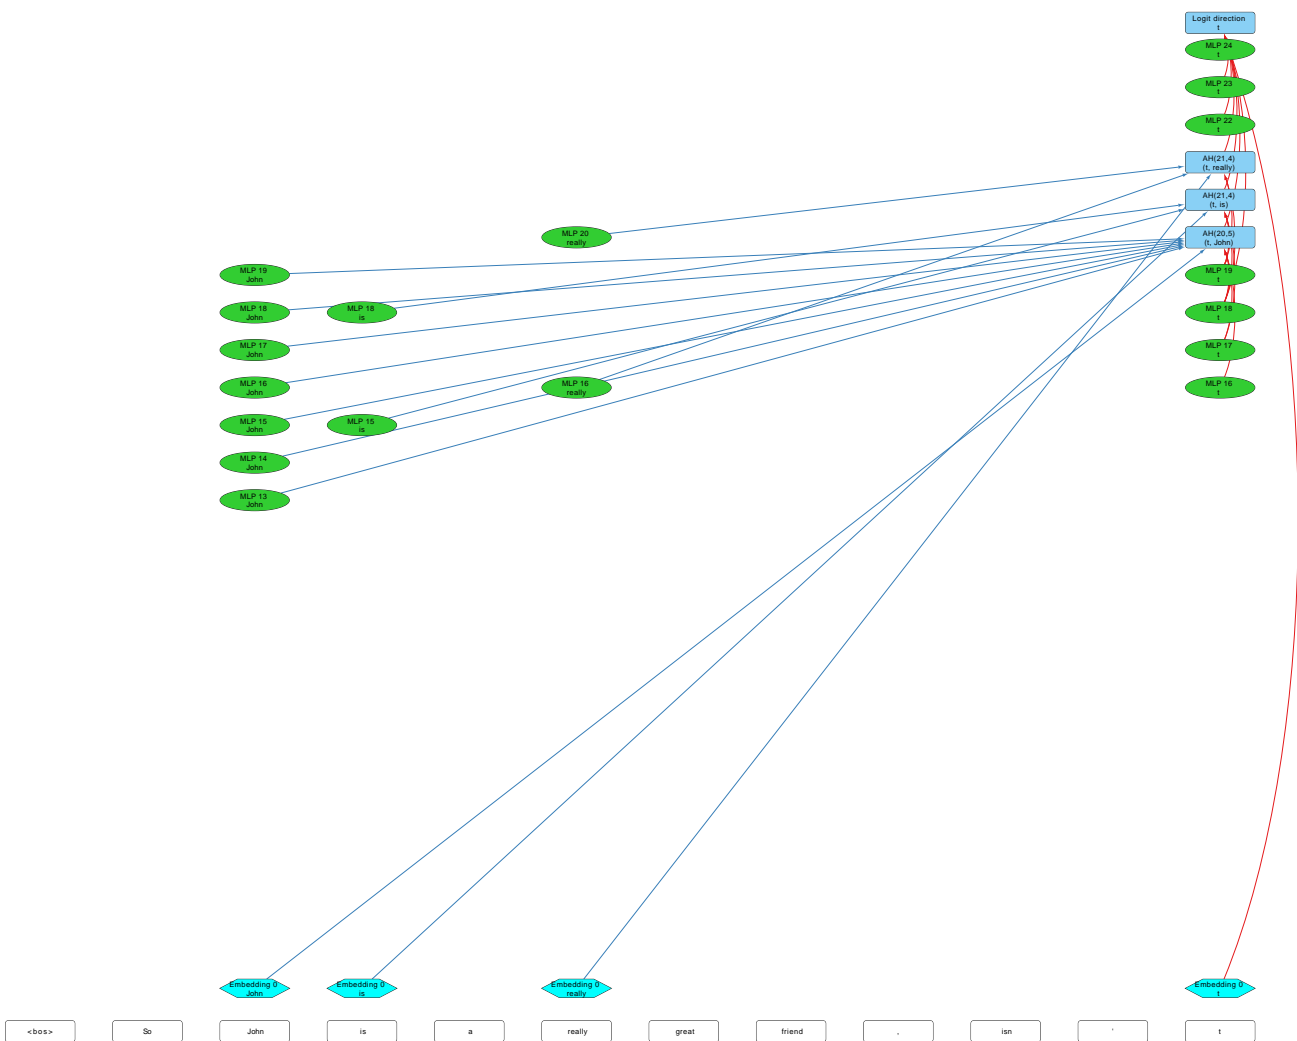 Logit direction
t
MLP 24
t
MLP 23
t
MLP 22
t
AH(21,4)
(t, really)
AH(21,4)
(t, is)
MLP 20
really
AH(20,5)
(t, John)
MLP 19
John
MLP 19
t
MLP 18
John
MLP 18
is
MLP 18
t
MLP 17
John
MLP 17
t
MLP 16
John
MLP 16
really
MLP 16
t
MLP 15
John
MLP 15
is
MLP 14
John
MLP 13
John
Embedding 0
John
Embedding 0
is
Embedding 0
really
Embedding 0
t
<bos> So John is a really great friend , isn ' t